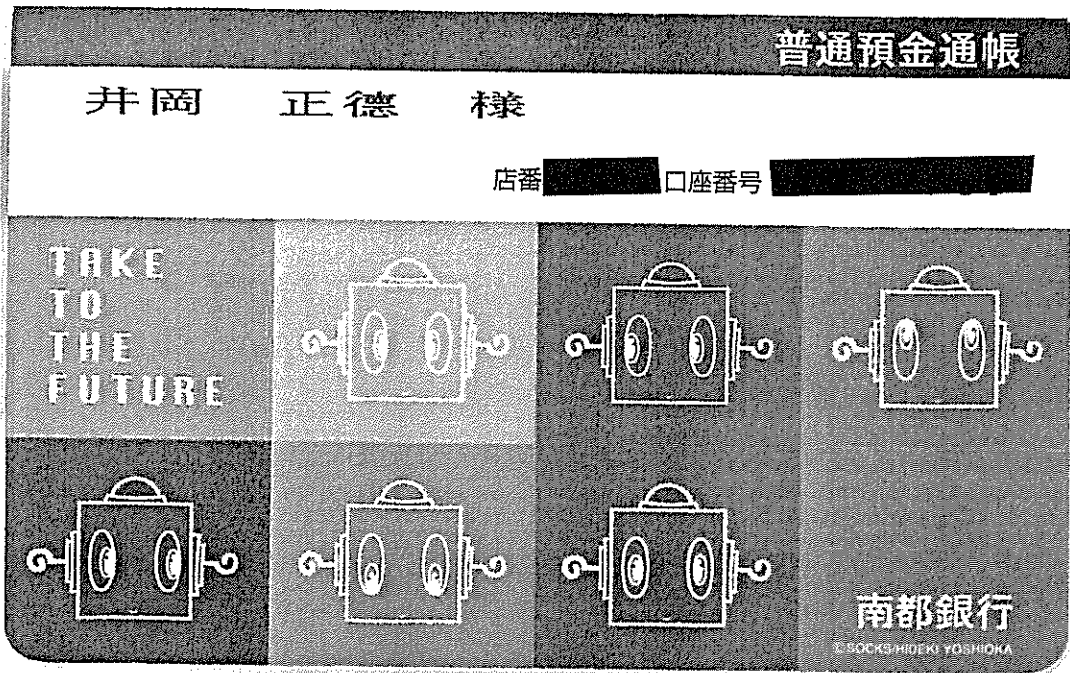 普通預金通帳
井岡 正德 様
店番 口座番号
TAKE
TO
THE
FUTURE
南都銀行
©SOCKS/HIDEKI YOSHIOKA